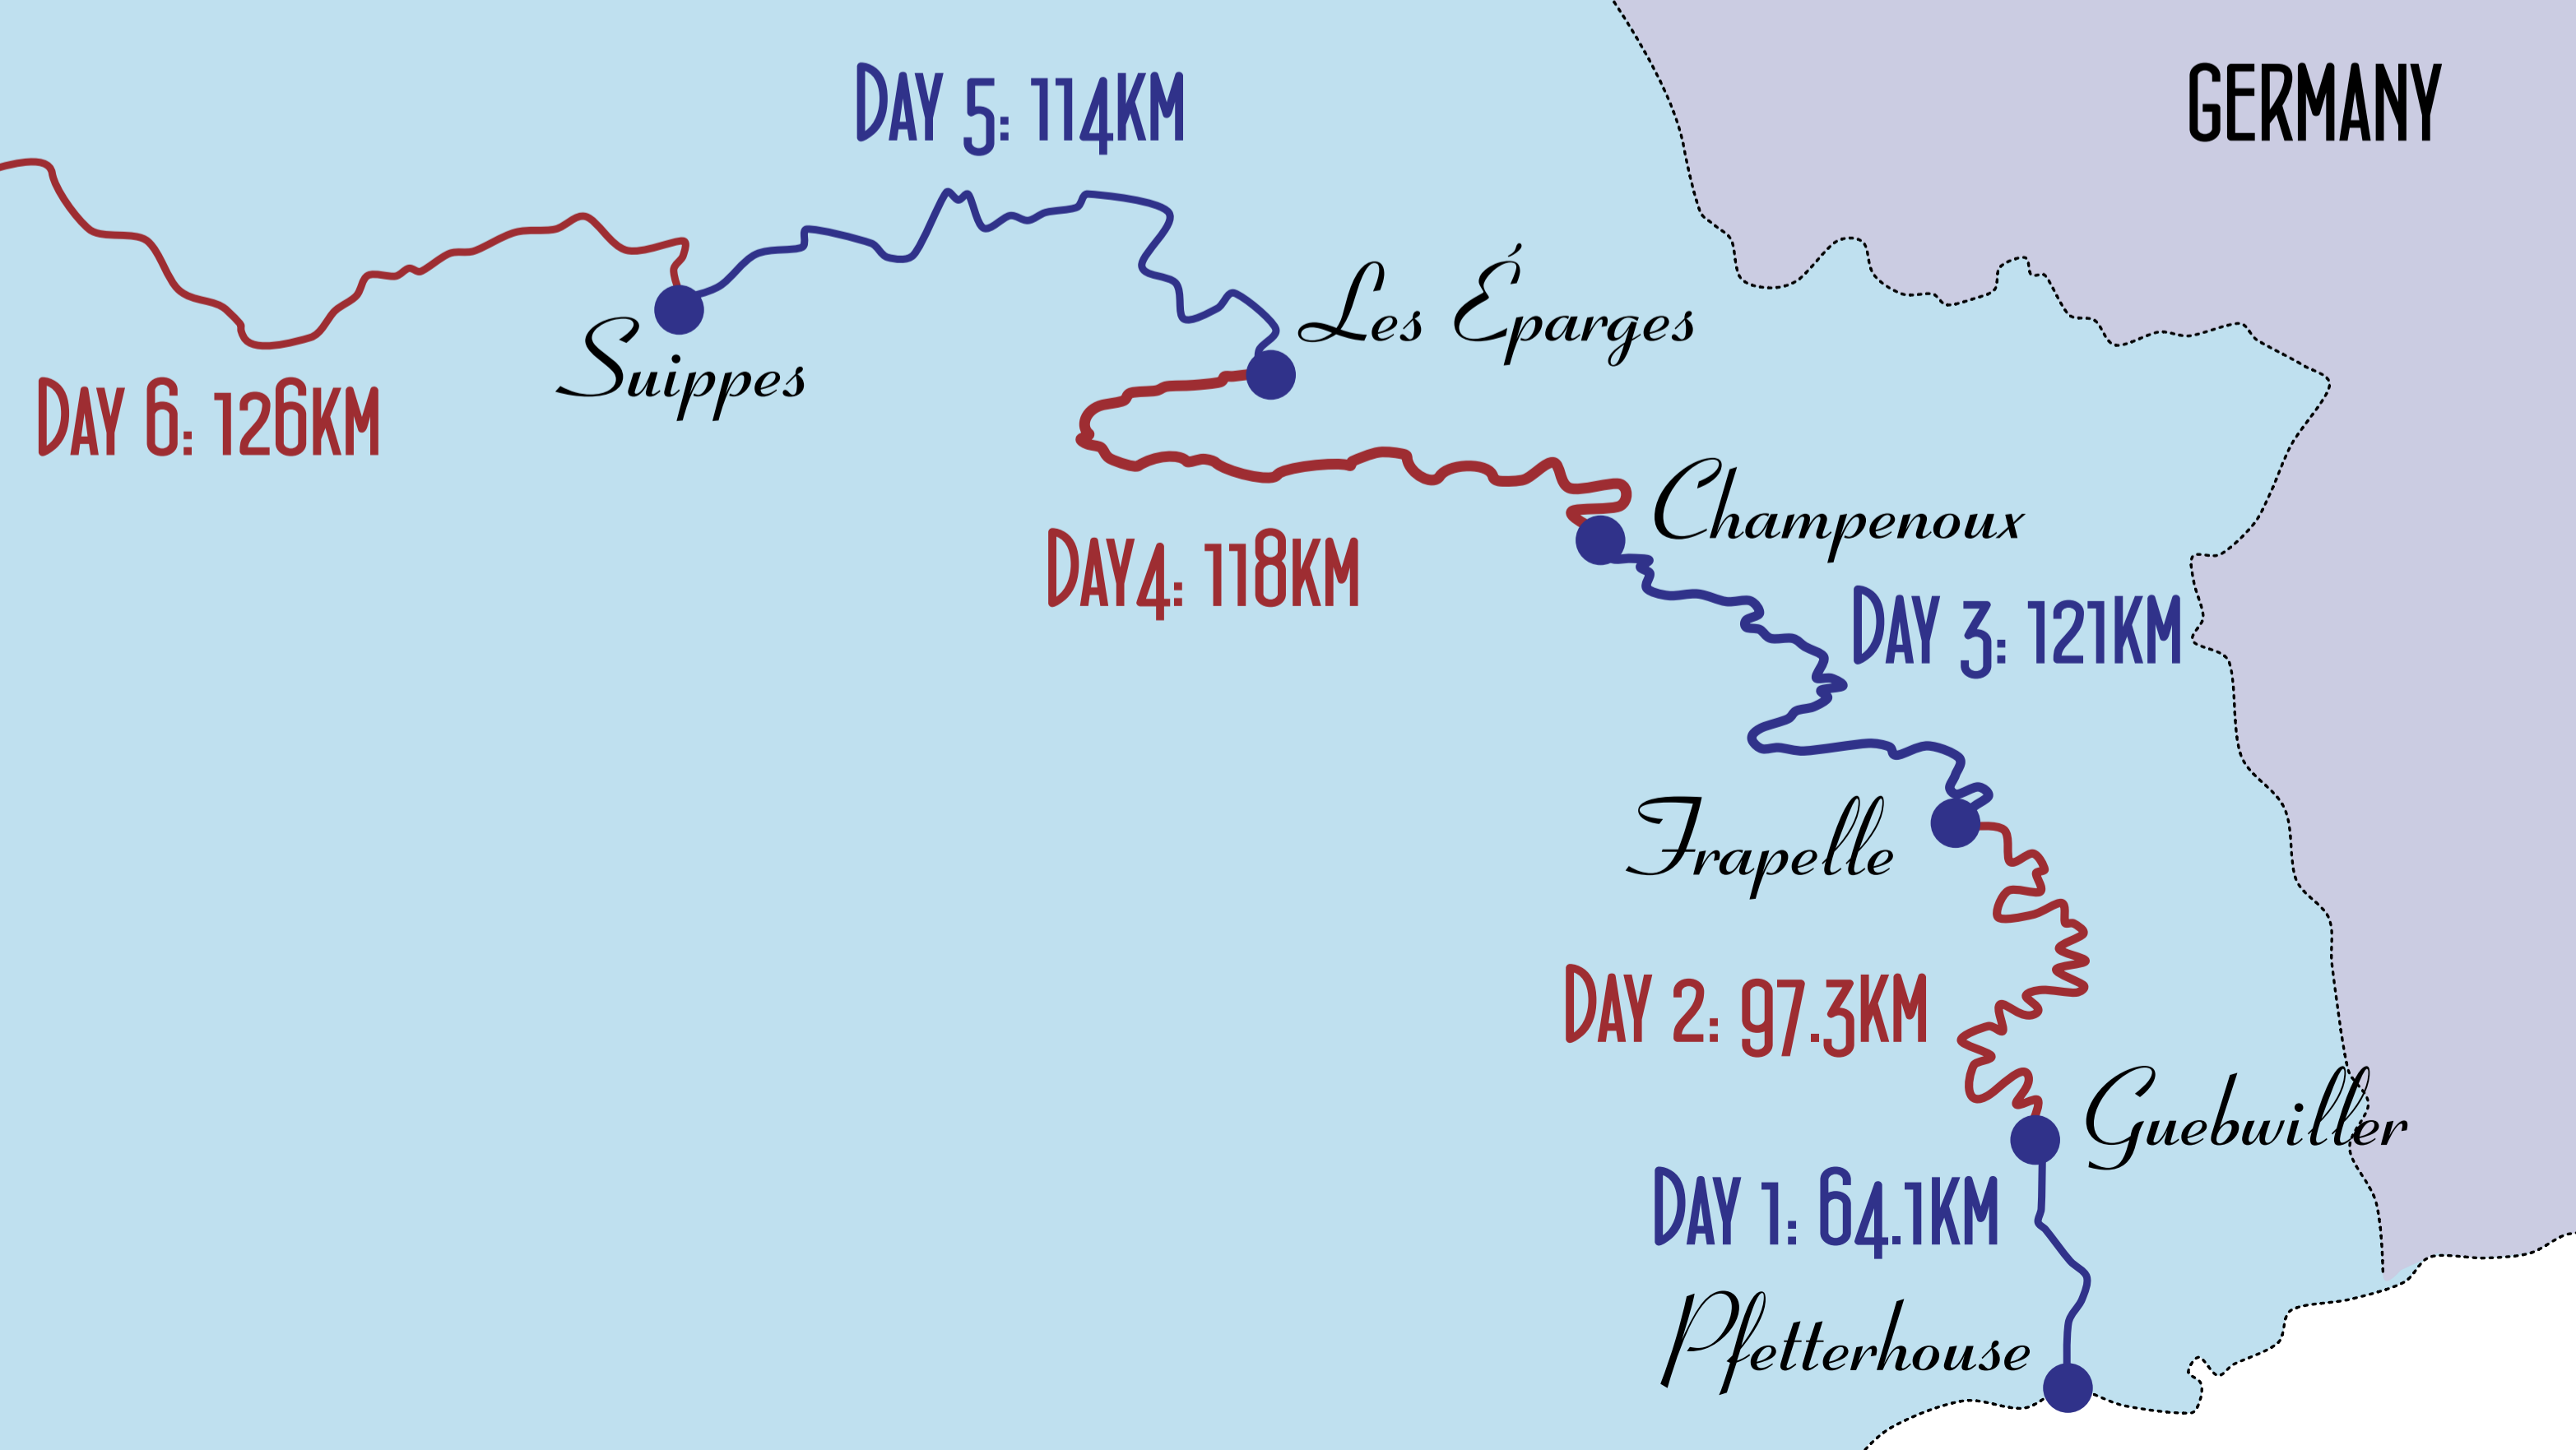 GERMANY
DAY 5: 114KM
Les Éparges
Suippes
DAY 6: 126KM
Champenoux
DAY4: 118KM
DAY 3: 121KM
Frapelle
DAY 2: 97.3KM
Guebwiller
DAY 1: 64.1KM
Pfetterhouse